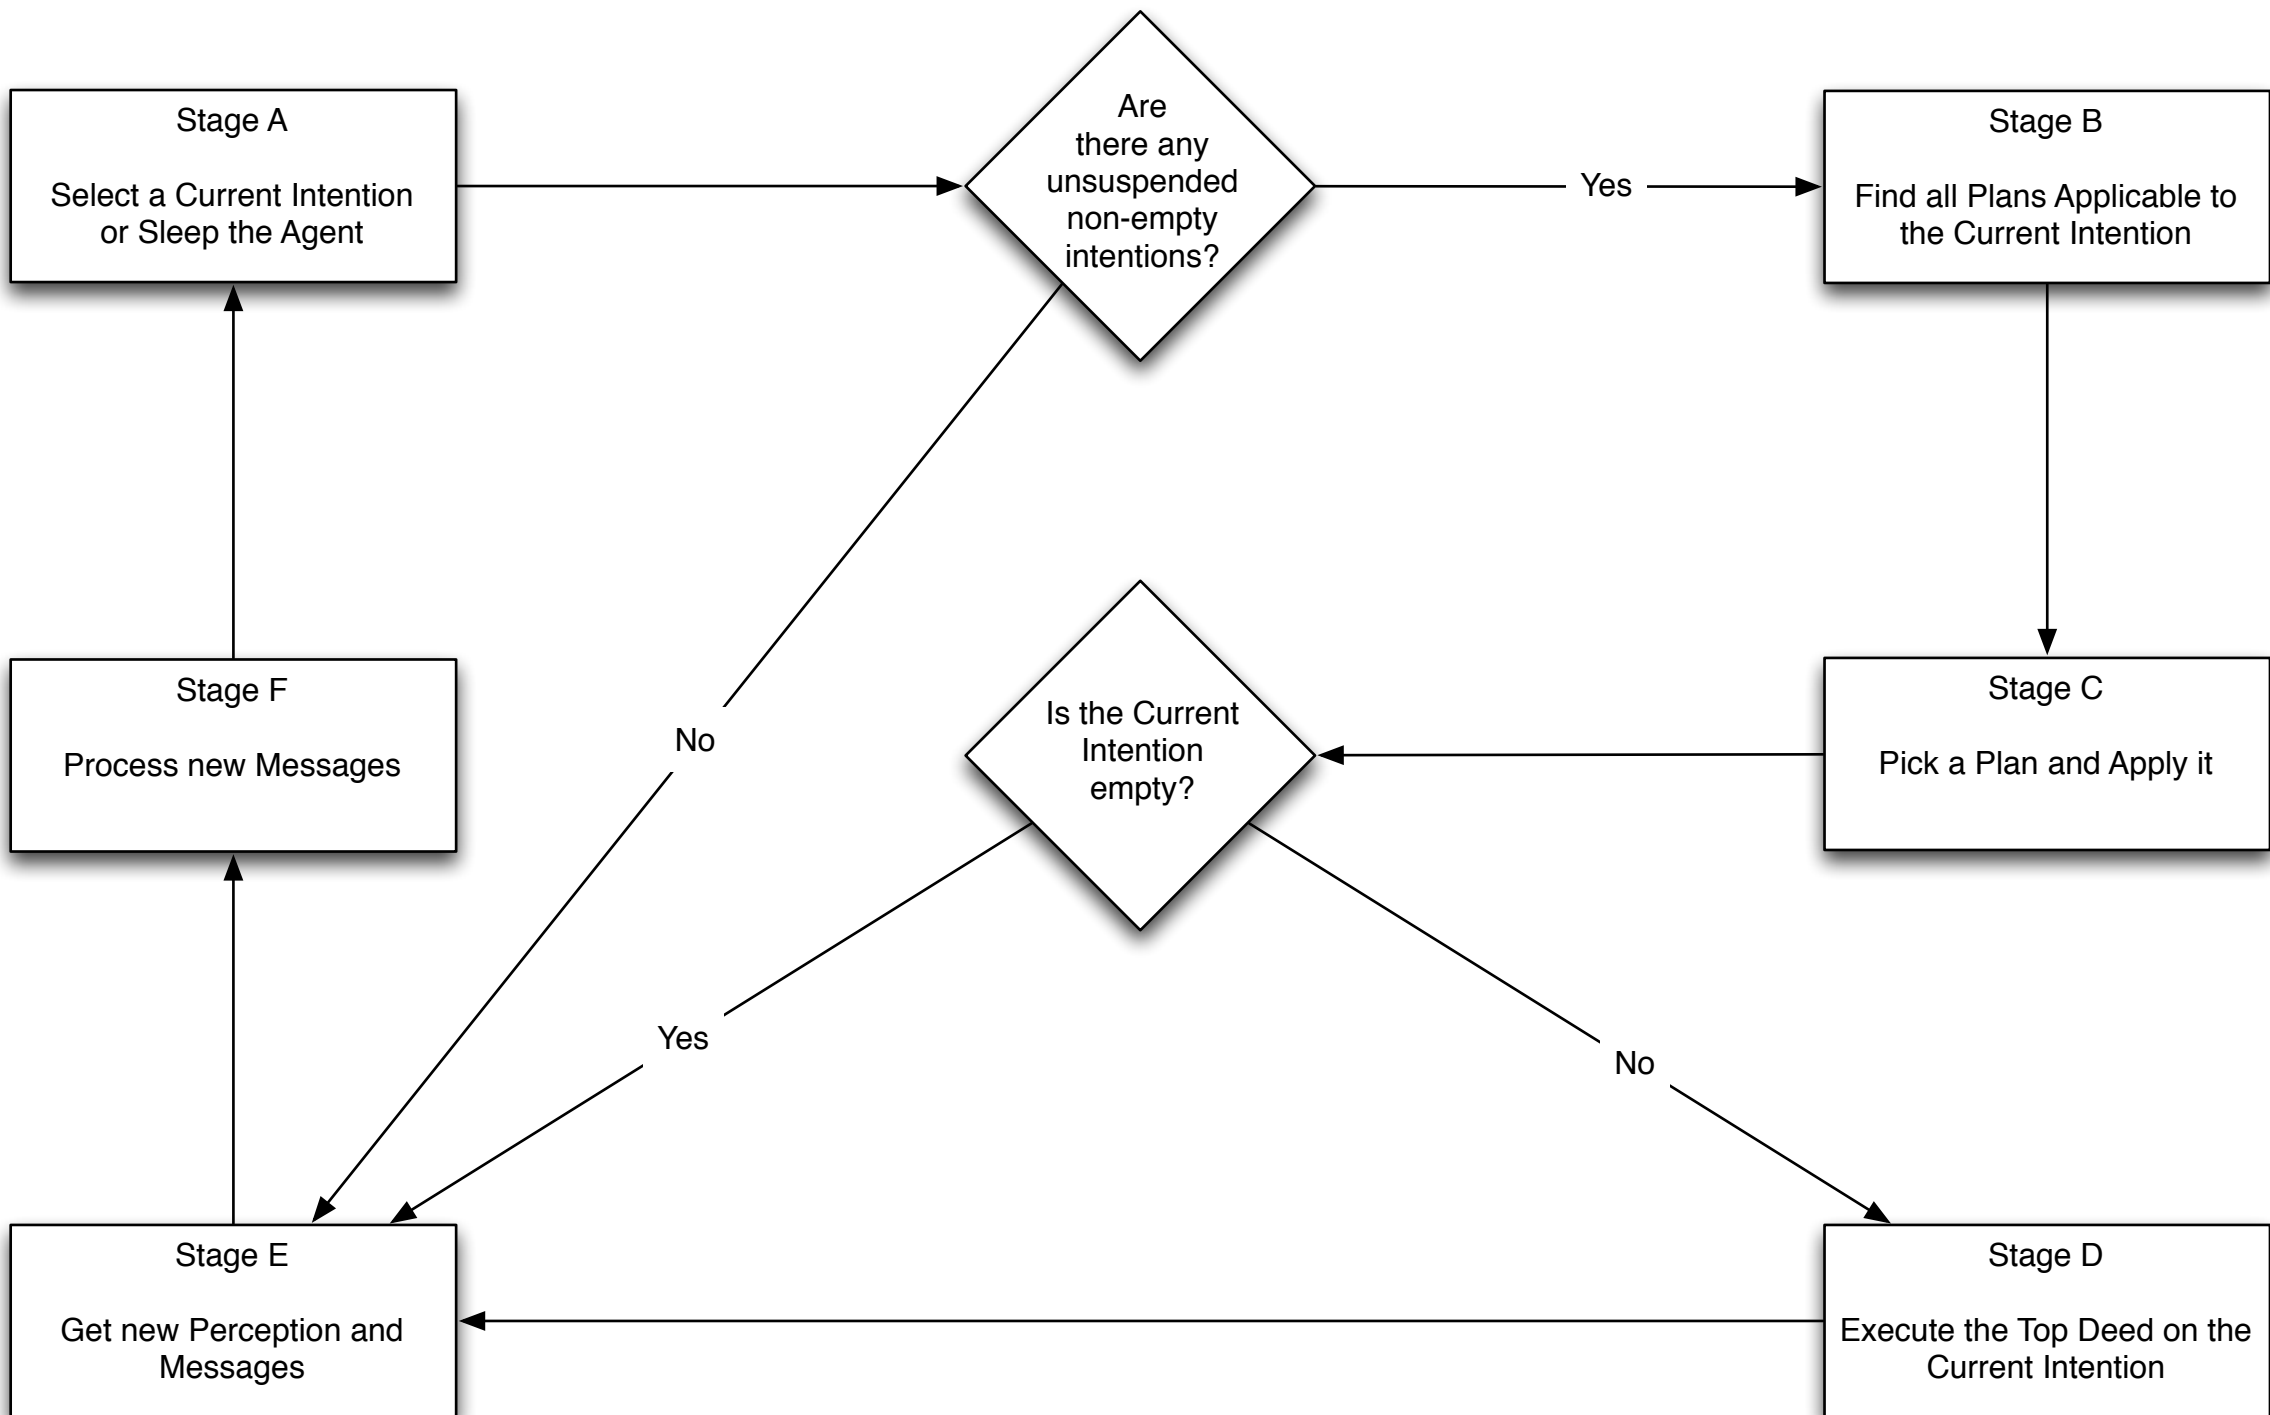 Stage A
Select a Current Intention
or Sleep the Agent
Are
there any
unsuspended
non-empty
intentions?
Yes
Stage B
Find all Plans Applicable to
the Current Intention
Stage F
Process new Messages
No
Is the Current
Intention
empty?
Stage C
Pick a Plan and Apply it
Yes
No
Stage E
Get new Perception and
Messages
Stage D
Execute the Top Deed on the
Current Intention